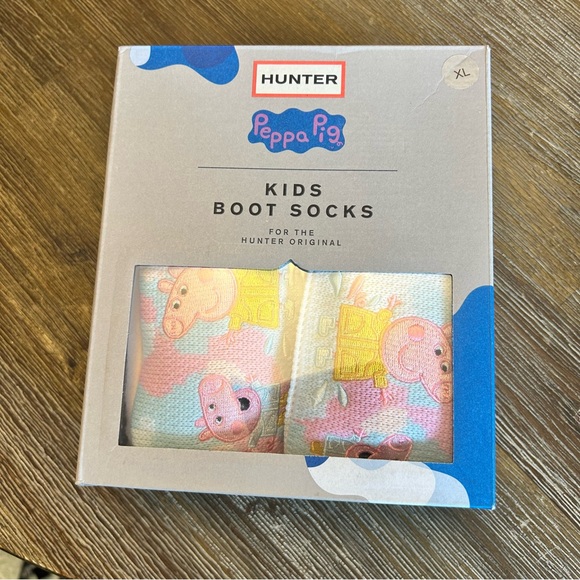 HUNTER
XL
Peppa Pig
KIDS
BOOT SOCKS
FOR THE
HUNTER ORIGINAL